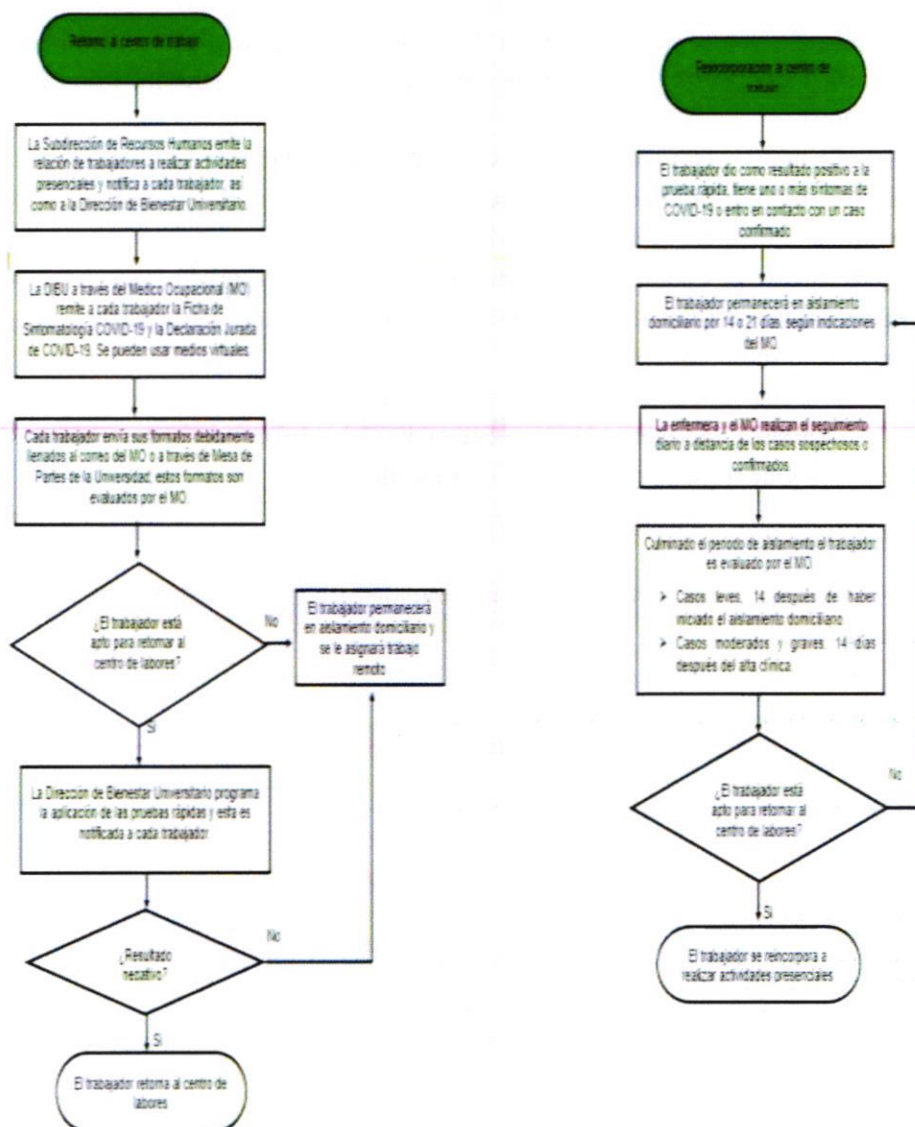 Retorno al centro de trabajo
La Subdirección de Recursos Humanos emite la
relación de trabajadores a realizar actividades
presenciales y notifica a cada trabajador, así
como a la Dirección de Bienestar Universitario.
La DIBU a través del Medico Ocupacional (MO)
remite a cada trabajador la Ficha de
Sintomatología COVID-19 y la Declaración Jurada
de COVID-19. Se pueden usar medios virtuales
Cada trabajador envía sus formatos debidamente
llenados al correo del MO o a través de Mesa de
Partes de la Universidad; estos formatos son
evaluados por el MO.
¿El trabajador está
apto para retornar al
centro de labores?
No
El trabajador permanecerá
en aislamiento domiciliario y
se le asignará trabajo
remoto
Si
La Dirección de Bienestar Universitario programa
la aplicación de las pruebas rápidas y esta es
notificada a cada trabajador
¿Resultado
negativo?
No
Si
El trabajador retorna al centro de
labores
Reincorporación al centro de
trabajo
El trabajador dio como resultado positivo a la
prueba rápida, tiene uno o más síntomas de
COVID-19 o entro en contacto con un caso
confirmado
El trabajador permanecerá en aislamiento
domiciliario por 14 o 21 días, según indicaciones
del MO
La enfermera y el MO realizan el seguimiento
diario a distancia de los casos sospechosos o
confirmados.
Culminado el periodo de aislamiento el trabajador
es evaluado por el MO
➢ Casos leves, 14 después de haber
iniciado el aislamiento domiciliario
➢ Casos moderados y graves, 14 días
después del alta clínica.
¿El trabajador está
apto para retornar al
centro de labores?
No
Si
El trabajador se reincorpora a
realizar actividades presenciales